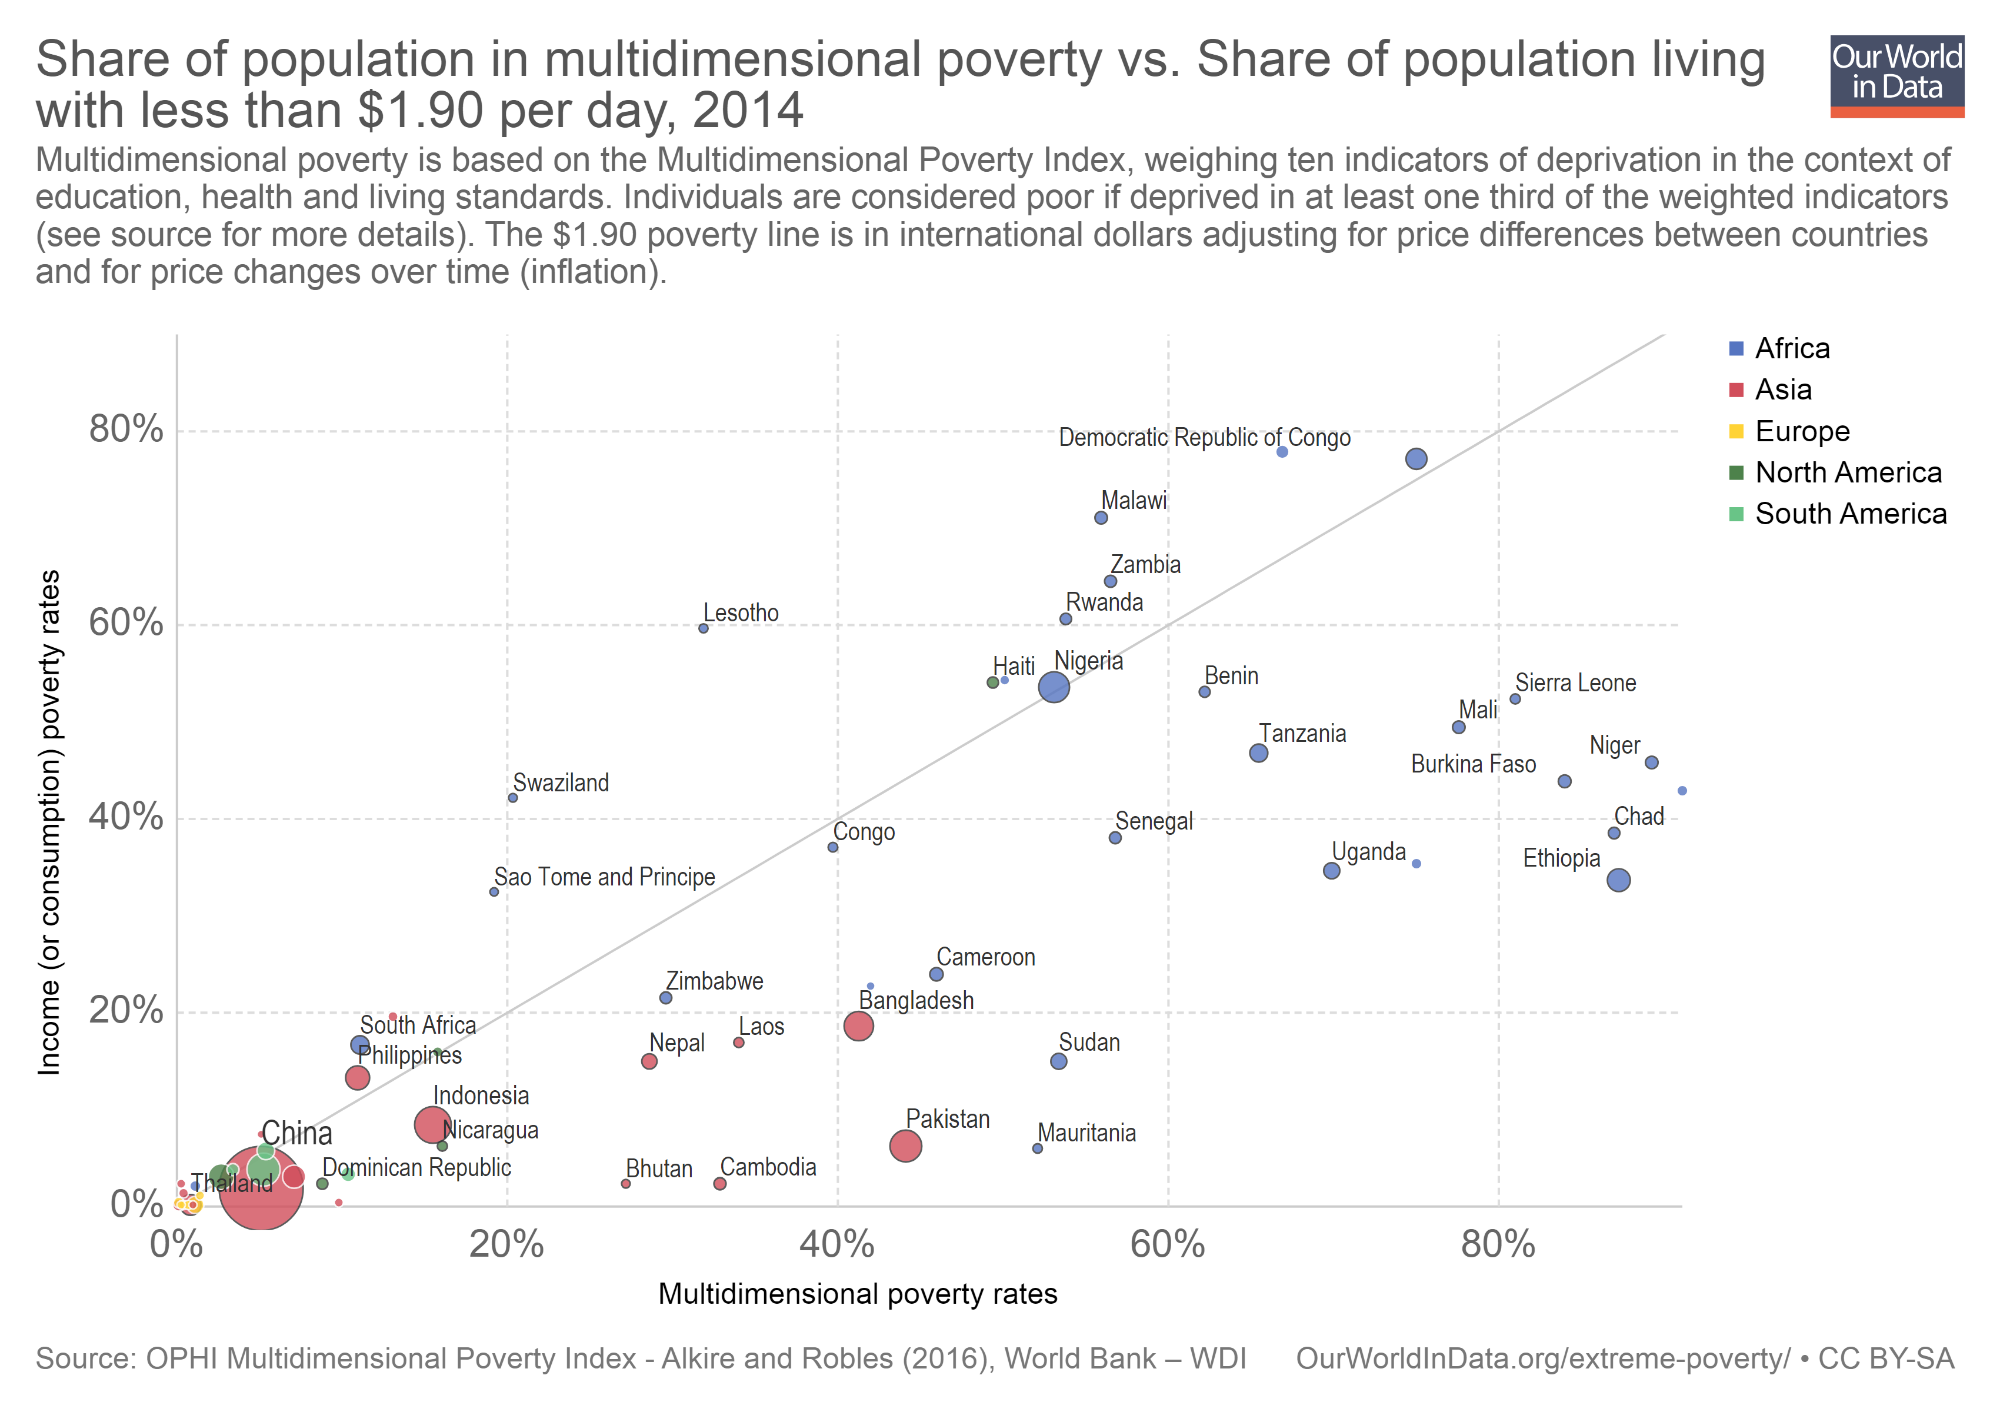 Share of population in multidimensional poverty vs. Share of population living
with less than $1.90 per day, 2014
Our World
in Data
Multidimensional poverty is based on the Multidimensional Poverty Index, weighing ten indicators of deprivation in the context of
education, health and living standards. Individuals are considered poor if deprived in at least one third of the weighted indicators
(see source for more details). The $1.90 poverty line is in international dollars adjusting for price differences between countries
and for price changes over time (inflation).
Africa
Asia
Europe
North America
South America
80%
60%
40%
20%
0%
Income (or consumption) poverty rates
Democratic Republic of Congo
Malawi
Zambia
Rwanda
Lesotho
Haiti
Nigeria
Benin
Sierra Leone
Mali
Tanzania
Niger
Burkina Faso
Swaziland
Chad
Senegal
Congo
Uganda
Ethiopia
Sao Tome and Principe
Cameroon
Zimbabwe
Bangladesh
South Africa
Laos
Nepal
Sudan
Philippines
Indonesia
Pakistan
Nicaragua
Mauritania
China
Dominican Republic
Bhutan
Cambodia
Thailand
0%
20%
40%
60%
80%
Multidimensional poverty rates
Source: OPHI Multidimensional Poverty Index - Alkire and Robles (2016), World Bank – WDI
OurWorldInData.org/extreme-poverty/ • CC BY-SA